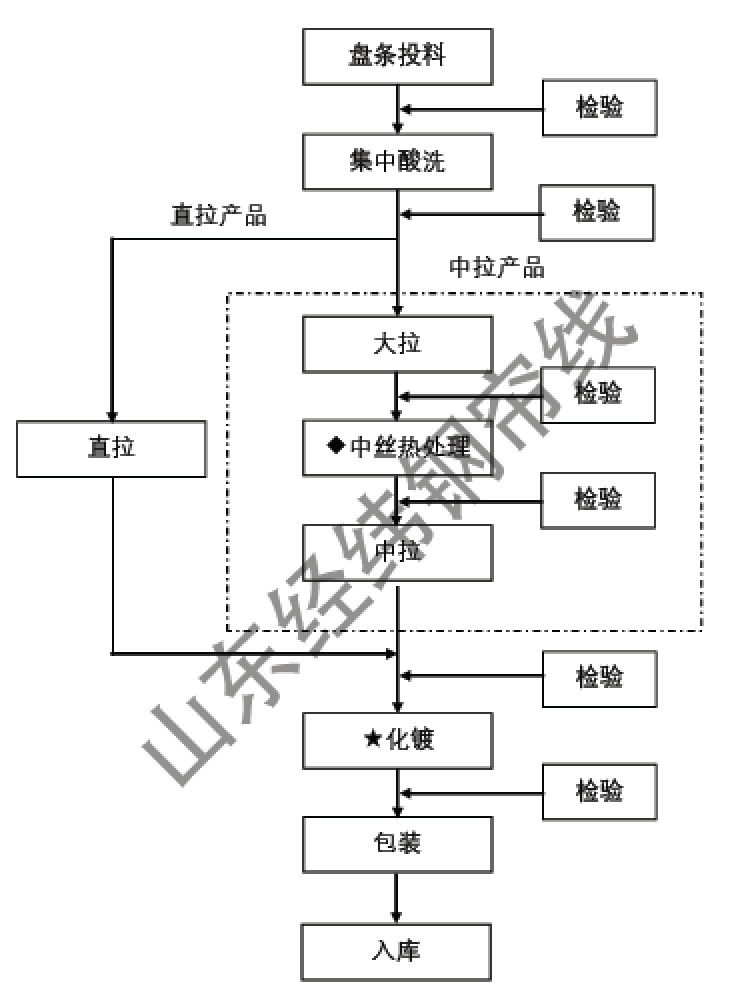 盘条投料
检验
集中酸洗
检验
直拉产品
中拉产品
大拉
检验
直拉
◆中丝热处理
检验
中拉
检验
★化镀
检验
包装
入库
山东经纬钢帘线